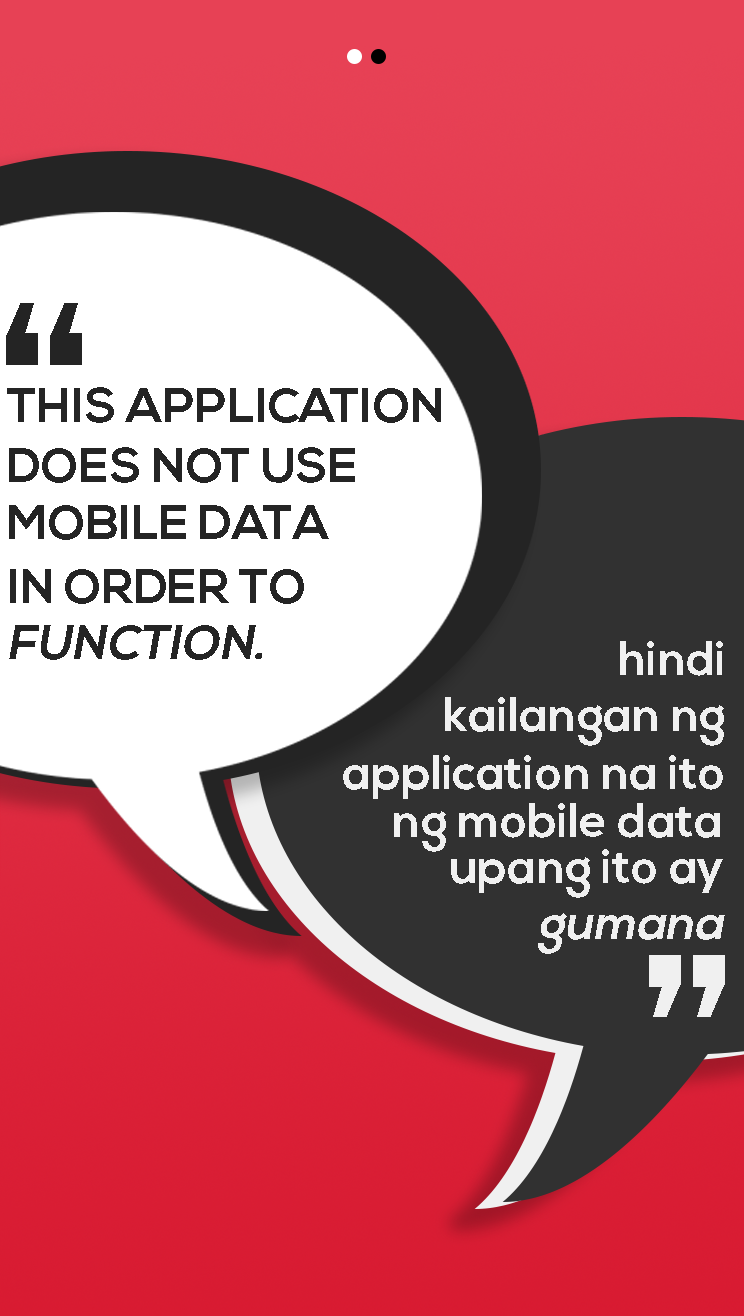 “
THIS APPLICATION
DOES NOT USE
MOBILE DATA
IN ORDER TO
FUNCTION.
hindi
kailangan ng
application na ito
ng mobile data
upang ito ay
gumana
”